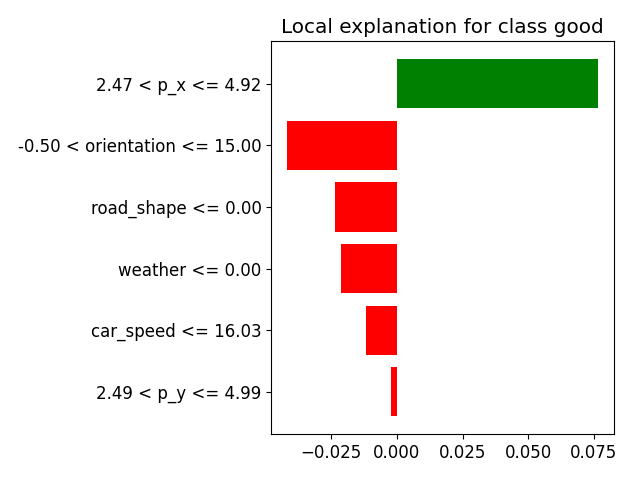 Local explanation for class good
2.47 < p_x <= 4.92
-0.50 < orientation <= 15.00
road_shape <= 0.00
weather <= 0.00
car_speed <= 16.03
2.49 < p_y <= 4.99
−0.025 0.000 0.025 0.050 0.075